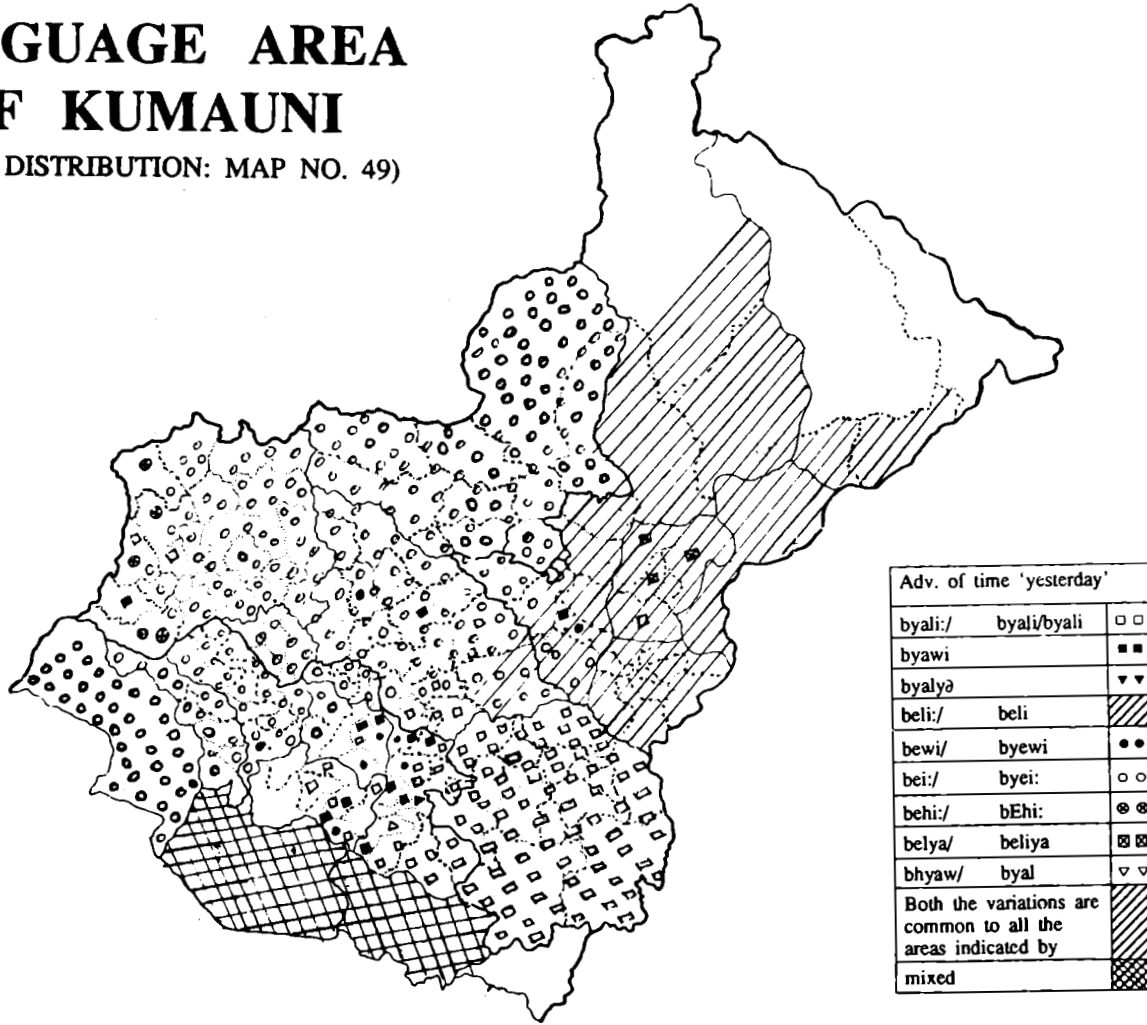 GUAGE AREA
F KUMAUNI
DISTRIBUTION: MAP NO. 49)
Adv. of time 'yesterday'
byali:/ byali/byali
byawi
byalyə
beli:/ beli
bewi/ byewi
bei:/ byei:
behi:/ bEhi:
belya/ beliya
bhyaw/ byal
Both the variations are
common to all the
areas indicated by
mixed